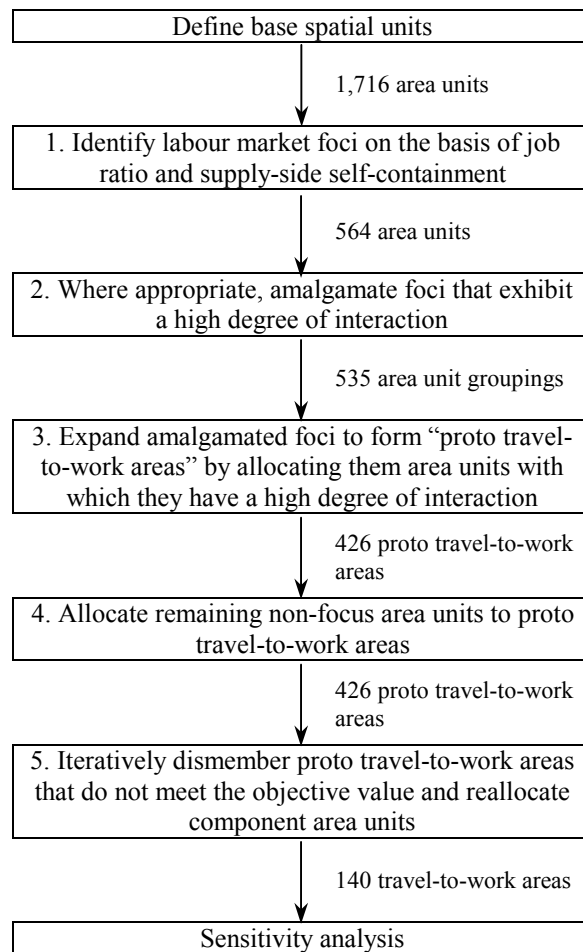 Define base spatial units
1,716 area units
1. Identify labour market foci on the basis of job
ratio and supply-side self-containment
564 area units
2. Where appropriate, amalgamate foci that exhibit
a high degree of interaction
535 area unit groupings
3. Expand amalgamated foci to form “proto travel-
to-work areas” by allocating them area units with
which they have a high degree of interaction
426 proto travel-to-work
areas
4. Allocate remaining non-focus area units to proto
travel-to-work areas
426 proto travel-to-work
areas
5. Iteratively dismember proto travel-to-work areas
that do not meet the objective value and reallocate
component area units
140 travel-to-work areas
Sensitivity analysis